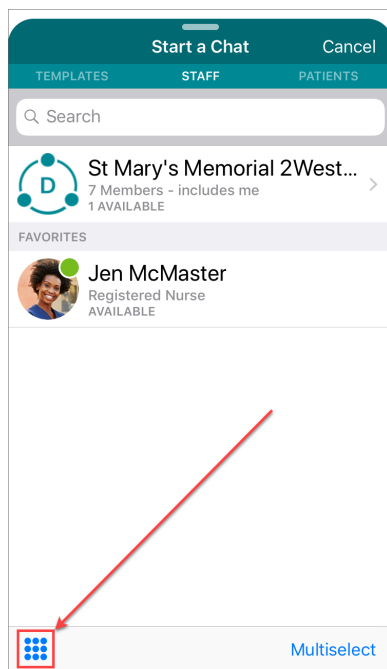 Start a Chat
Cancel
TEMPLATES
STAFF
PATIENTS
Search
D
St Mary's Memorial 2West...
7 Members - includes me
1 AVAILABLE
FAVORITES
Jen McMaster
Registered Nurse
AVAILABLE
Multiselect